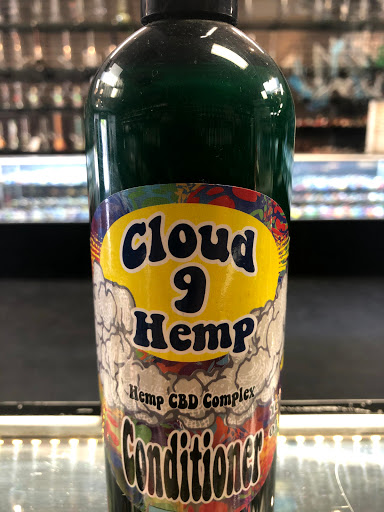 Cloud
9
Hemp
Hemp CBD Complex
Conditioner